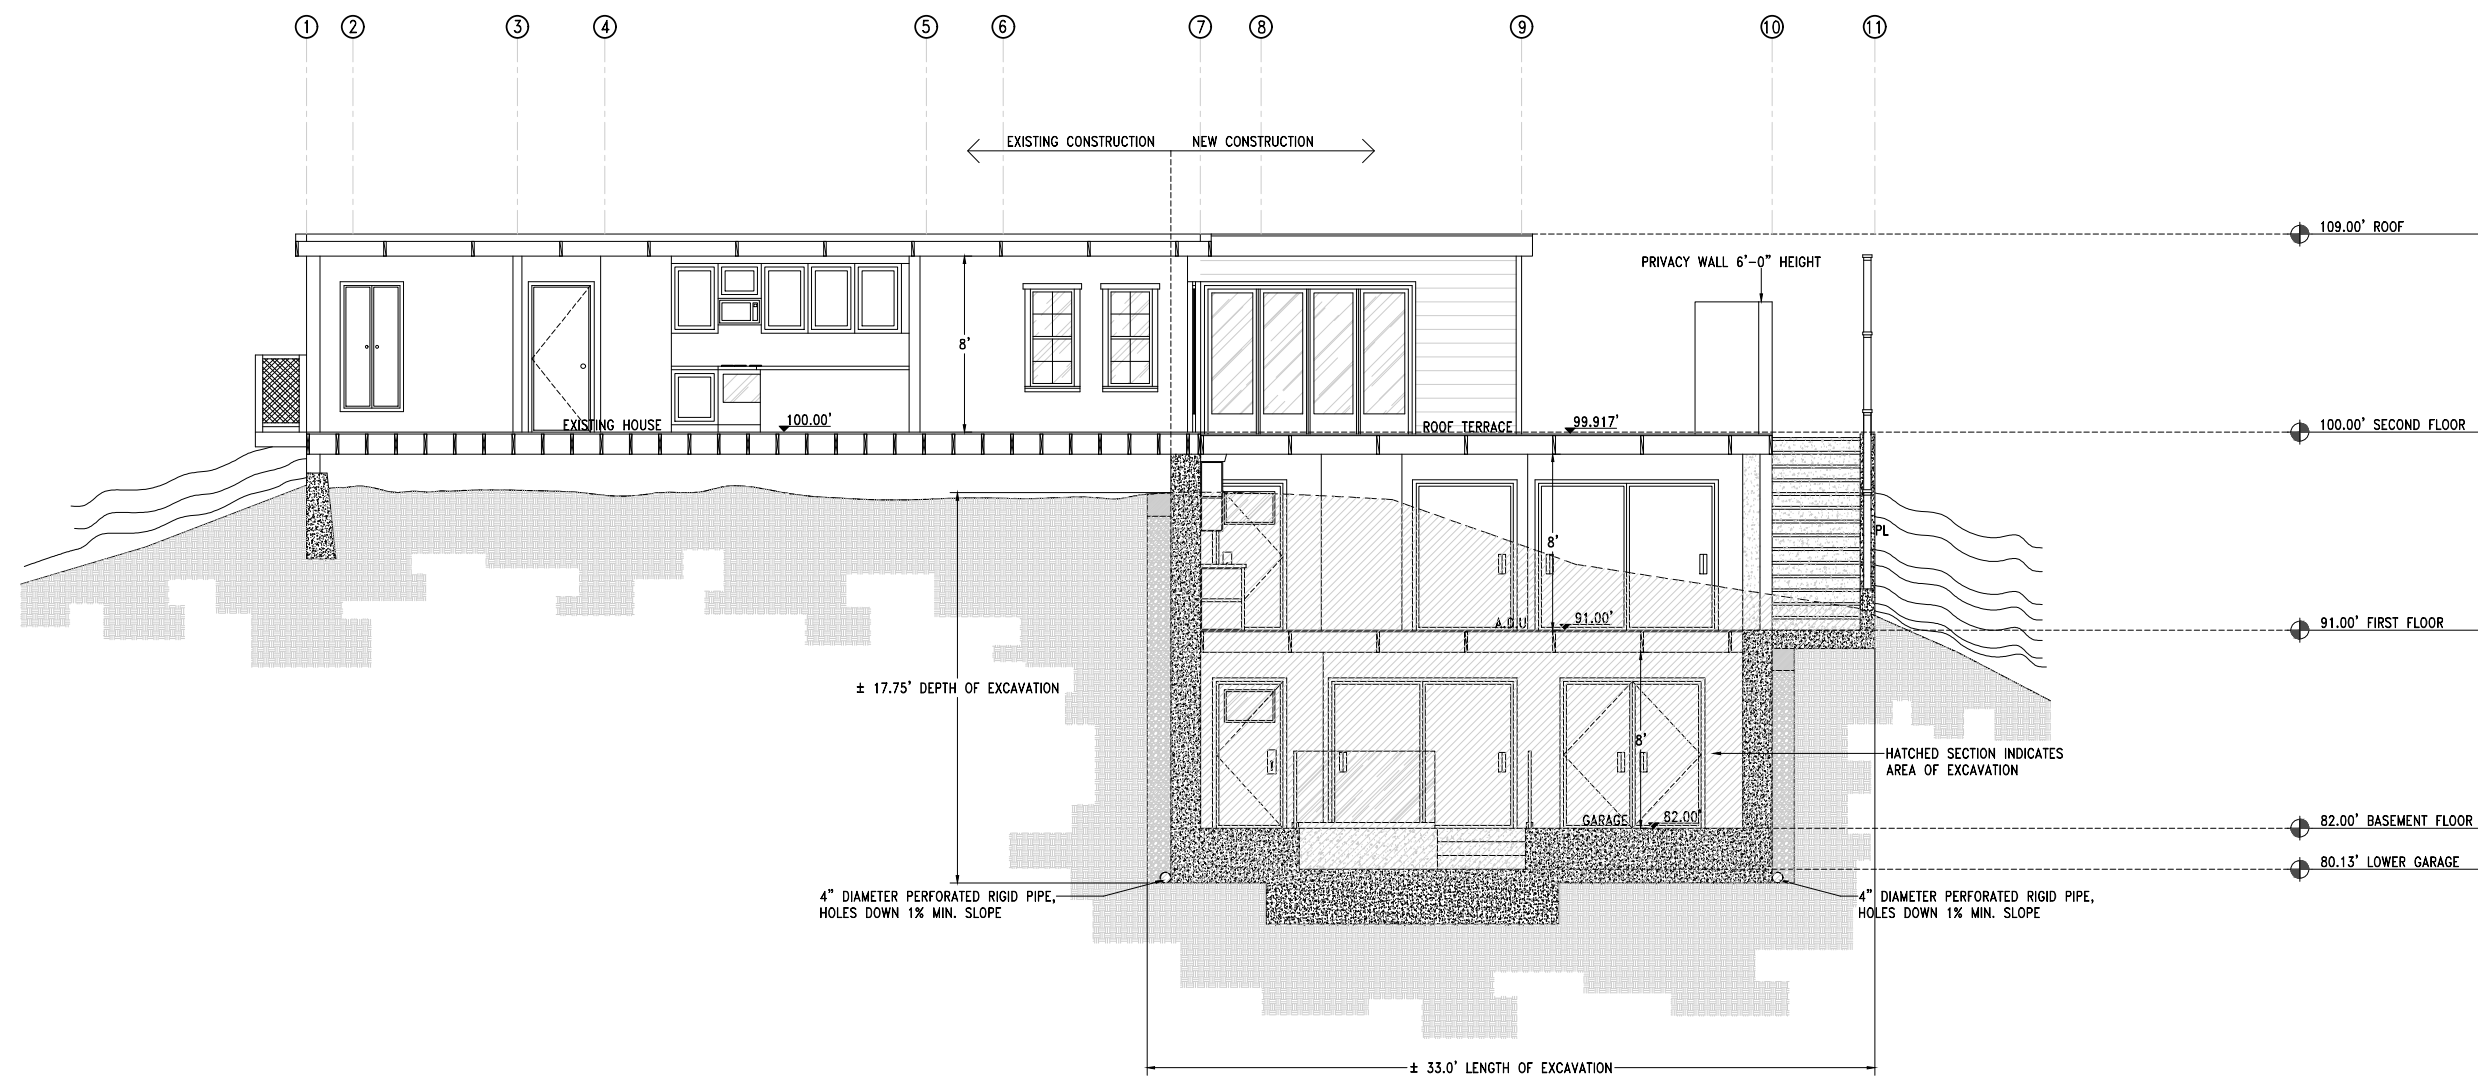 1 2 3 4 5 6 7 8 9 10 11
EXISTING CONSTRUCTION NEW CONSTRUCTION
109.00' ROOF
PRIVACY WALL 6'-0" HEIGHT
8'
EXISTING HOUSE 100.00'
ROOF TERRACE 99.917'
100.00' SECOND FLOOR
PL
8'
A.D.U 91.00'
91.00' FIRST FLOOR
± 17.75' DEPTH OF EXCAVATION
8'
HATCHED SECTION INDICATES
AREA OF EXCAVATION
GARAGE 82.00'
82.00' BASEMENT FLOOR
80.13' LOWER GARAGE
4" DIAMETER PERFORATED RIGID PIPE,
HOLES DOWN 1% MIN. SLOPE
4" DIAMETER PERFORATED RIGID PIPE,
HOLES DOWN 1% MIN. SLOPE
± 33.0' LENGTH OF EXCAVATION